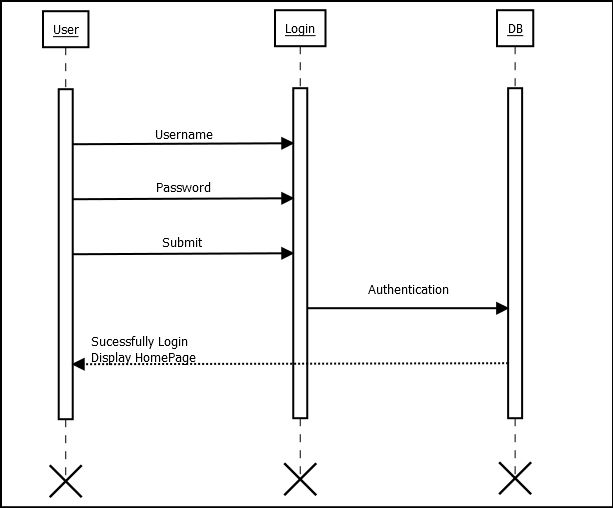 User
Login
DB
Username
Password
Submit
Authentication
Sucessfully Login
Display HomePage